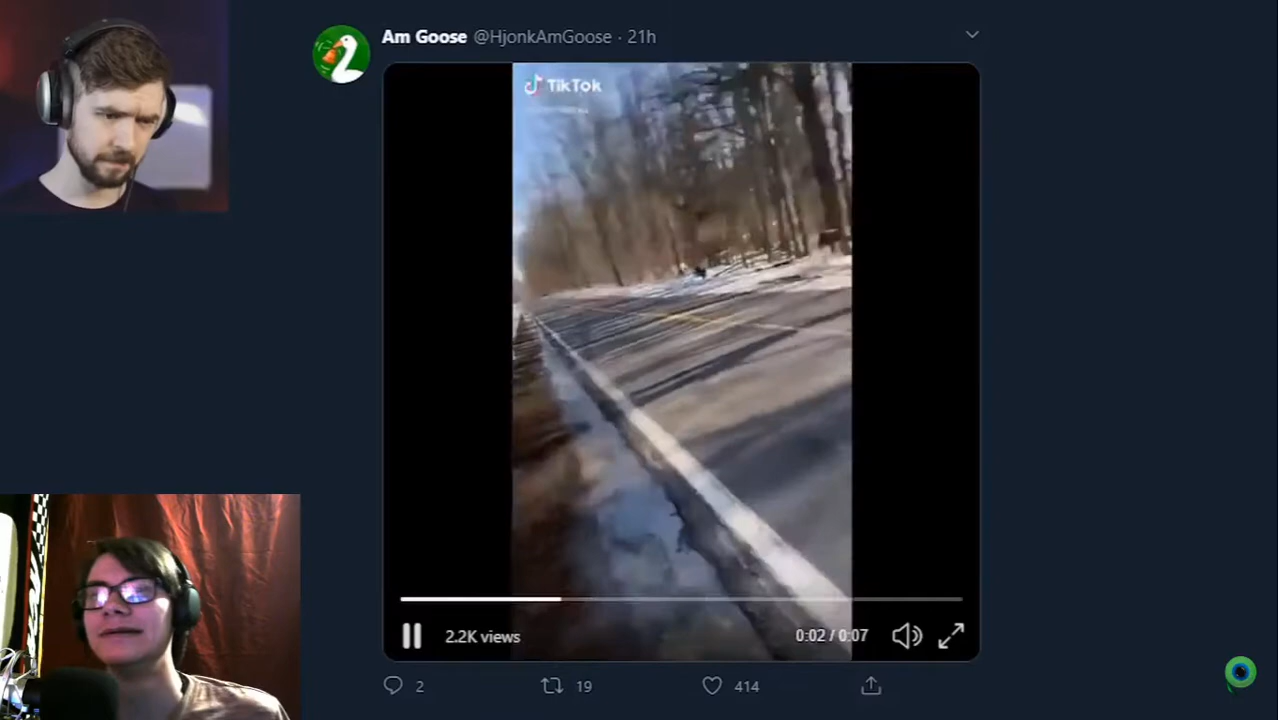 Am Goose @HjonkAmGoose · 21h
TikTok
2.2K views
0:02 / 0:07
2
19
414